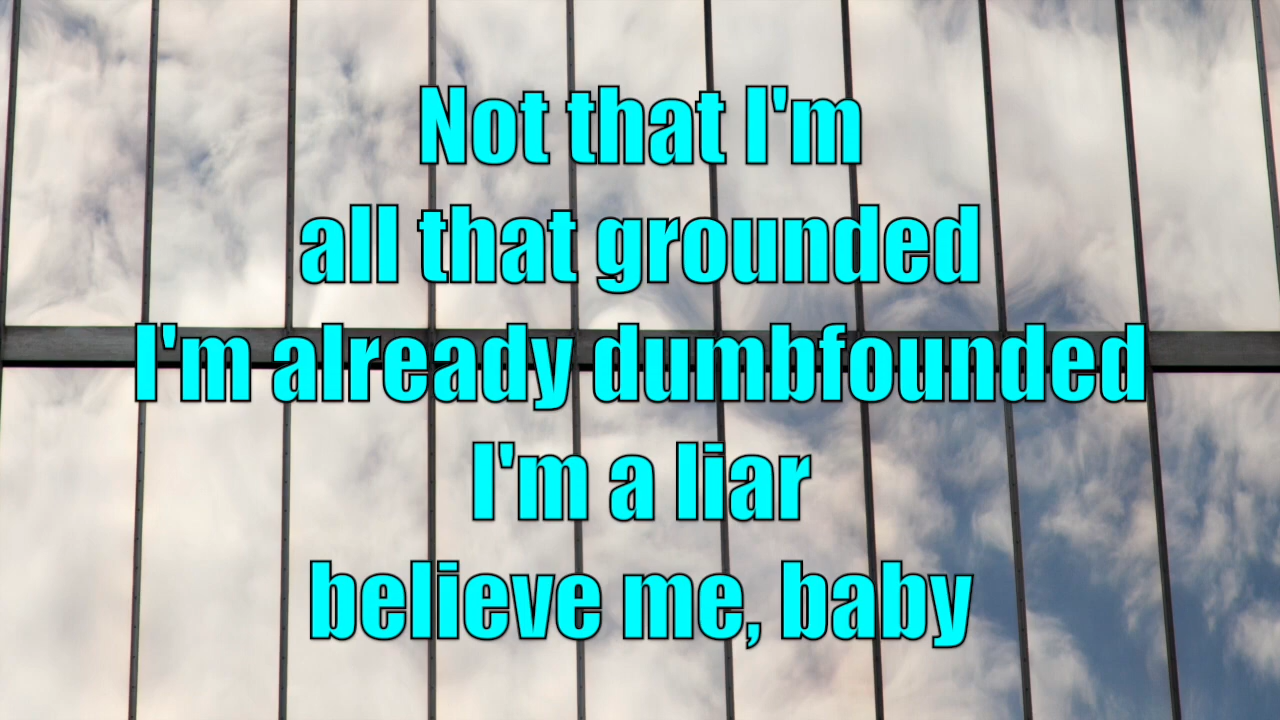 Not that I'm
all that grounded
I'm already dumbfounded
I'm a liar
believe me, baby